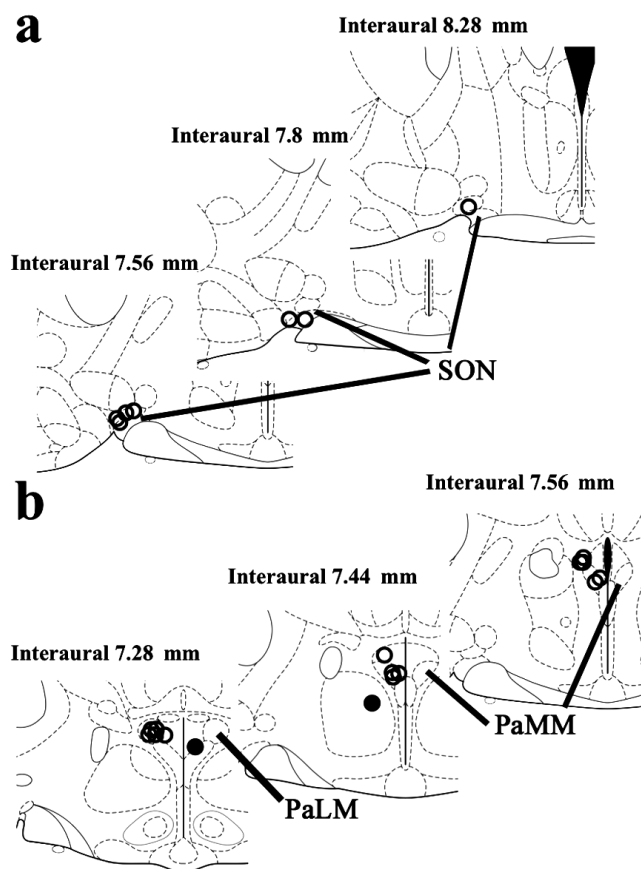 a
Interaural 8.28 mm
Interaural 7.8 mm
Interaural 7.56 mm
SON
b
Interaural 7.56 mm
Interaural 7.44 mm
Interaural 7.28 mm
PaMM
PaLM